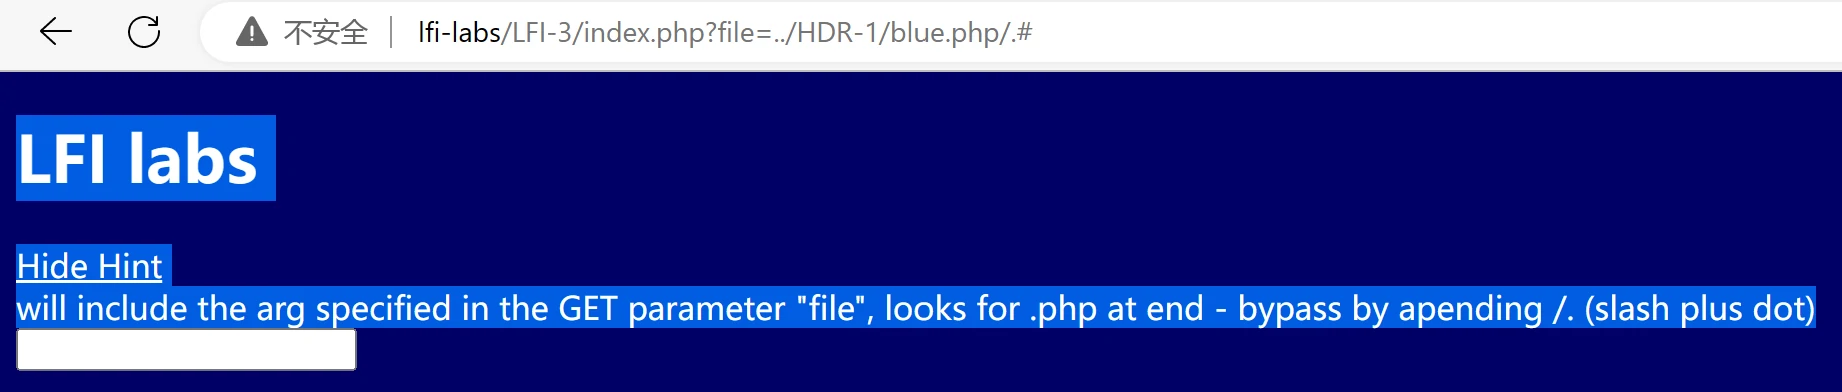 不安全 lfi-labs/LFI-3/index.php?file=../HDR-1/blue.php/.#
LFI labs
Hide Hint
will include the arg specified in the GET parameter "file", looks for .php at end - bypass by apending /. (slash plus dot)